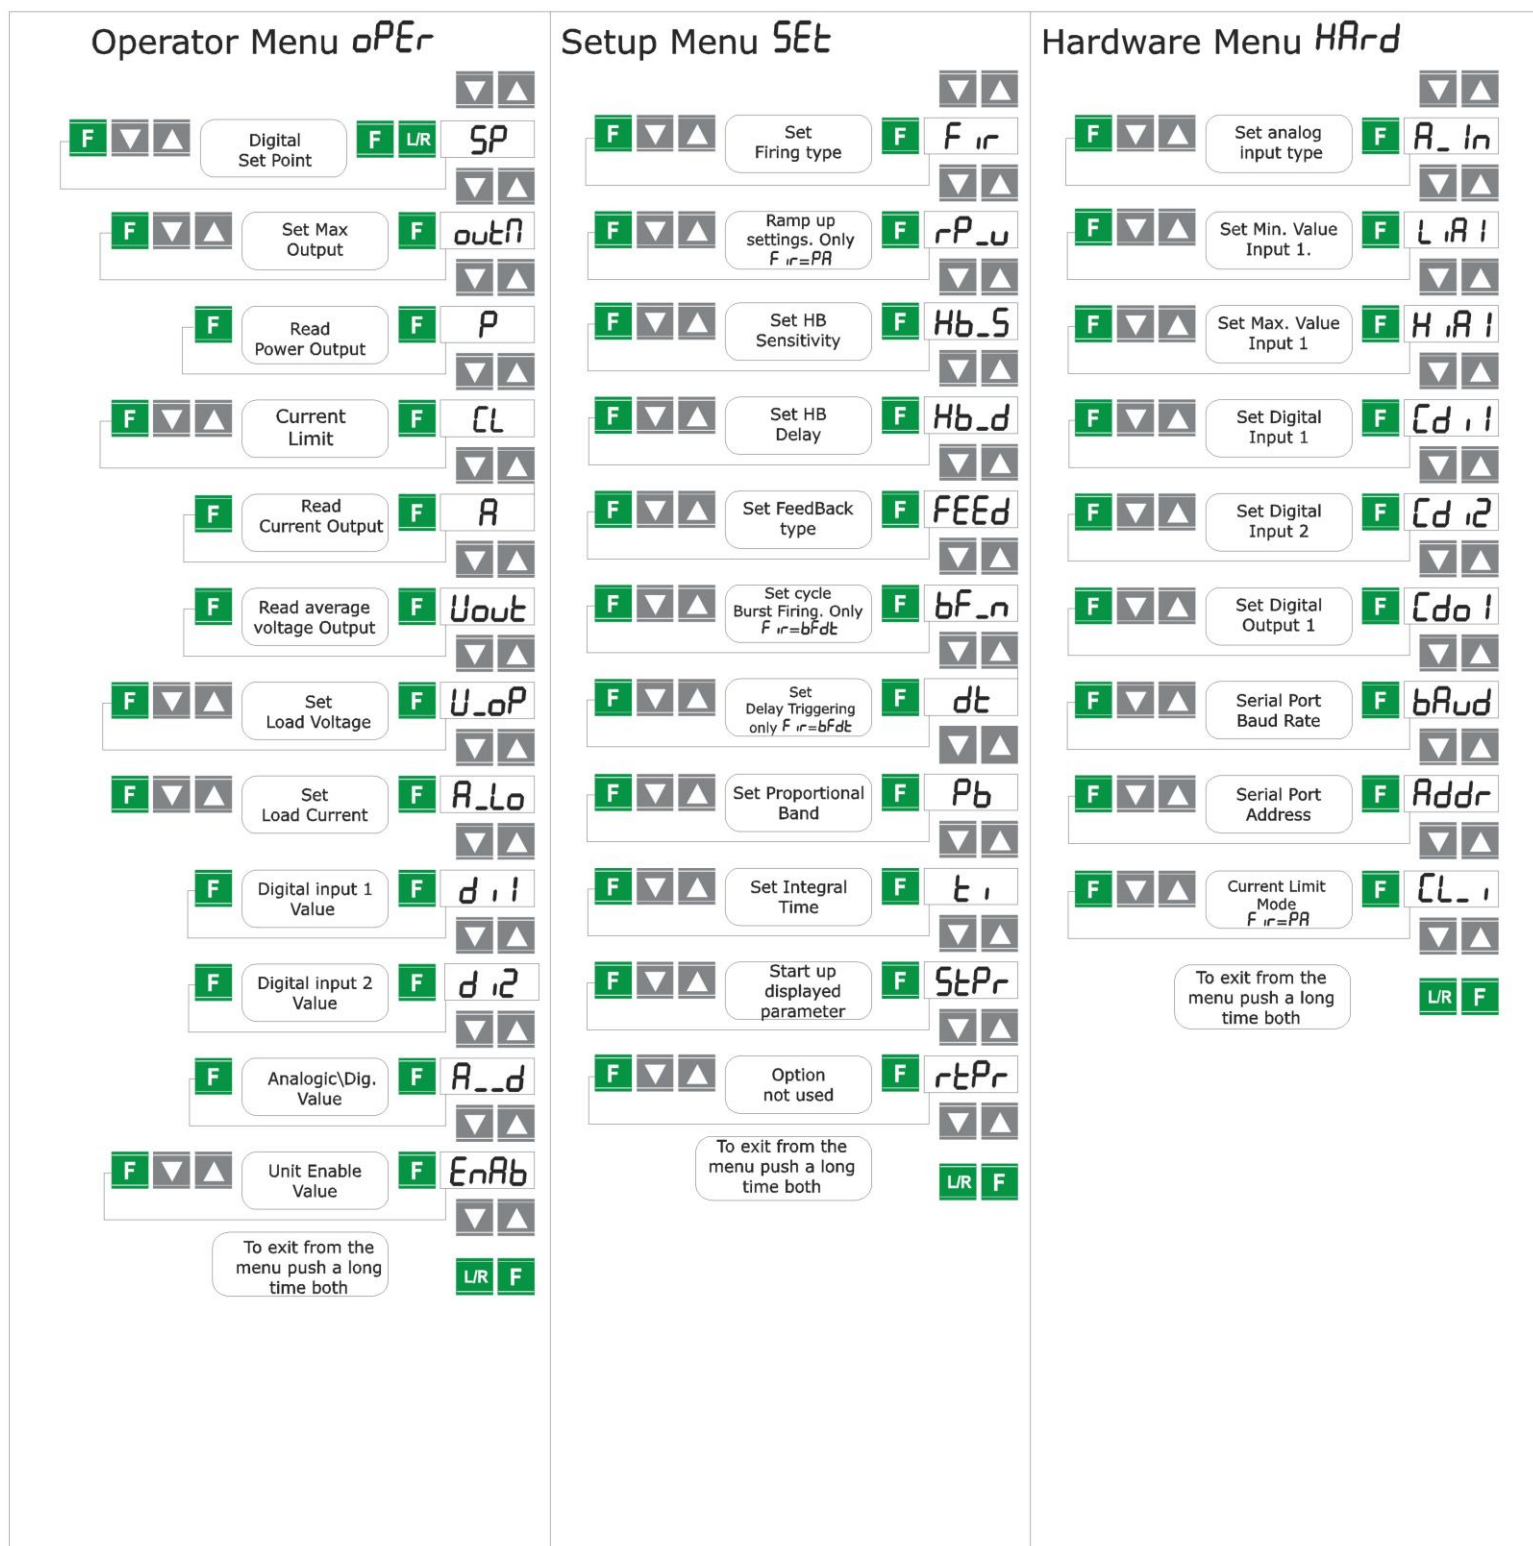 Operator Menu oPEr
F Digital F L/R SP
Set Point
F Set Max F outM
Output
F Read F P
Power Output
F Current F CL
Limit
F Read F A
Current Output
F Read average F Uout
voltage Output
F Set F U_oP
Load Voltage
F Set F A_Lo
Load Current
F Digital input 1 F di1
Value
F Digital input 2 F di2
Value
F Analogic\Dig. F A__d
Value
F Unit Enable F EnAb
Value
To exit from the
menu push a long
time both
L/R F
Setup Menu SEt
F Set F Fir
Firing type
F Ramp up F rP_u
settings. Only
Fir=PA
F Set HB F Hb_S
Sensitivity
F Set HB F Hb_d
Delay
F Set FeedBack F FEEd
type
F Set cycle F bF_n
Burst Firing. Only
Fir=bFdt
F Set F dt
Delay Triggering
only Fir=bFdt
F Set Proportional F Pb
Band
F Set Integral F ti
Time
F Start up F StPr
displayed
parameter
F Option F rtPr
not used
To exit from the
menu push a long
time both
L/R F
Hardware Menu HArd
F Set analog F A_In
input type
F Set Min. Value F LiA1
Input 1.
F Set Max. Value F HiA1
Input 1
F Set Digital F Cdi1
Input 1
F Set Digital F Cdi2
Input 2
F Set Digital F Cdo1
Output 1
F Serial Port F bAud
Baud Rate
F Serial Port F Addr
Address
F Current Limit F CL_i
Mode
Fir=PA
To exit from the
menu push a long
time both
L/R F